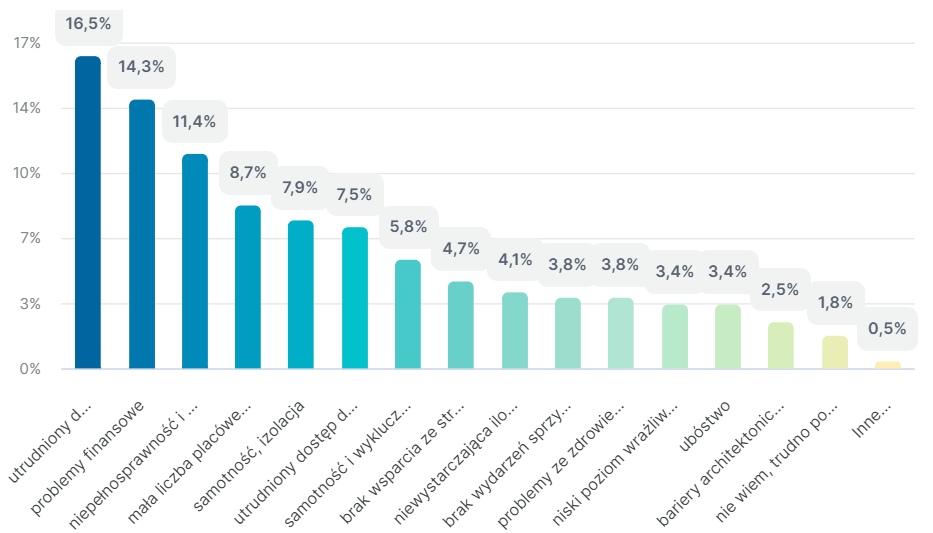 16,5%
17%
14,3%
14%
11,4%
10%
8,7%
7,9%
7,5%
7%
5,8%
4,7%
4,1%
3,8%
3,8%
3,4%
3,4%
3%
2,5%
1,8%
0,5%
0%
utrudniony d...
problemy finansowe
niepełnosprawność i ...
mała liczba placówe...
samotność, izolacja
utrudniony dostęp d...
samotność i wyklucz...
brak wsparcia ze str...
niewystarczająca ilo...
brak wydarzeń sprzy...
problemy ze zdrowie...
niski poziom wrażliw...
ubóstwo
bariery architektonic...
nie wiem, trudno po...
Inne...